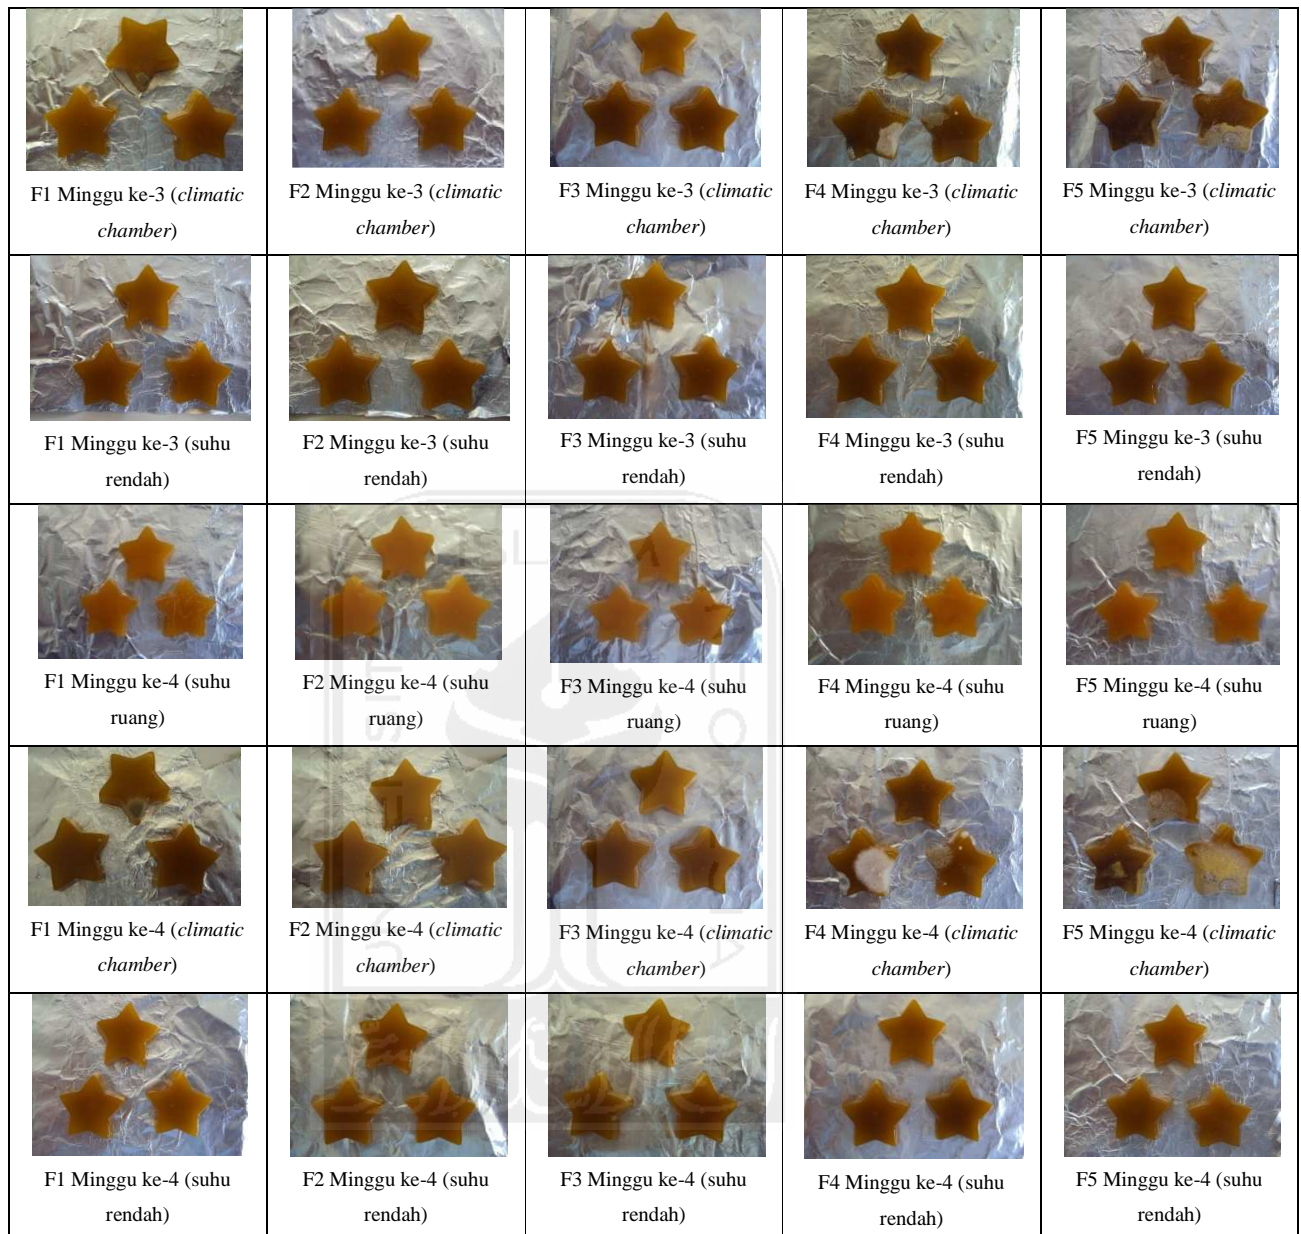 F1 Minggu ke-3 (climatic
chamber)
F2 Minggu ke-3 (climatic
chamber)
F3 Minggu ke-3 (climatic
chamber)
F4 Minggu ke-3 (climatic
chamber)
F5 Minggu ke-3 (climatic
chamber)
F1 Minggu ke-3 (suhu
rendah)
F2 Minggu ke-3 (suhu
rendah)
F3 Minggu ke-3 (suhu
rendah)
F4 Minggu ke-3 (suhu
rendah)
F5 Minggu ke-3 (suhu
rendah)
F1 Minggu ke-4 (suhu
ruang)
F2 Minggu ke-4 (suhu
ruang)
F3 Minggu ke-4 (suhu
ruang)
F4 Minggu ke-4 (suhu
ruang)
F5 Minggu ke-4 (suhu
ruang)
F1 Minggu ke-4 (climatic
chamber)
F2 Minggu ke-4 (climatic
chamber)
F3 Minggu ke-4 (climatic
chamber)
F4 Minggu ke-4 (climatic
chamber)
F5 Minggu ke-4 (climatic
chamber)
F1 Minggu ke-4 (suhu
rendah)
F2 Minggu ke-4 (suhu
rendah)
F3 Minggu ke-4 (suhu
rendah)
F4 Minggu ke-4 (suhu
rendah)
F5 Minggu ke-4 (suhu
rendah)